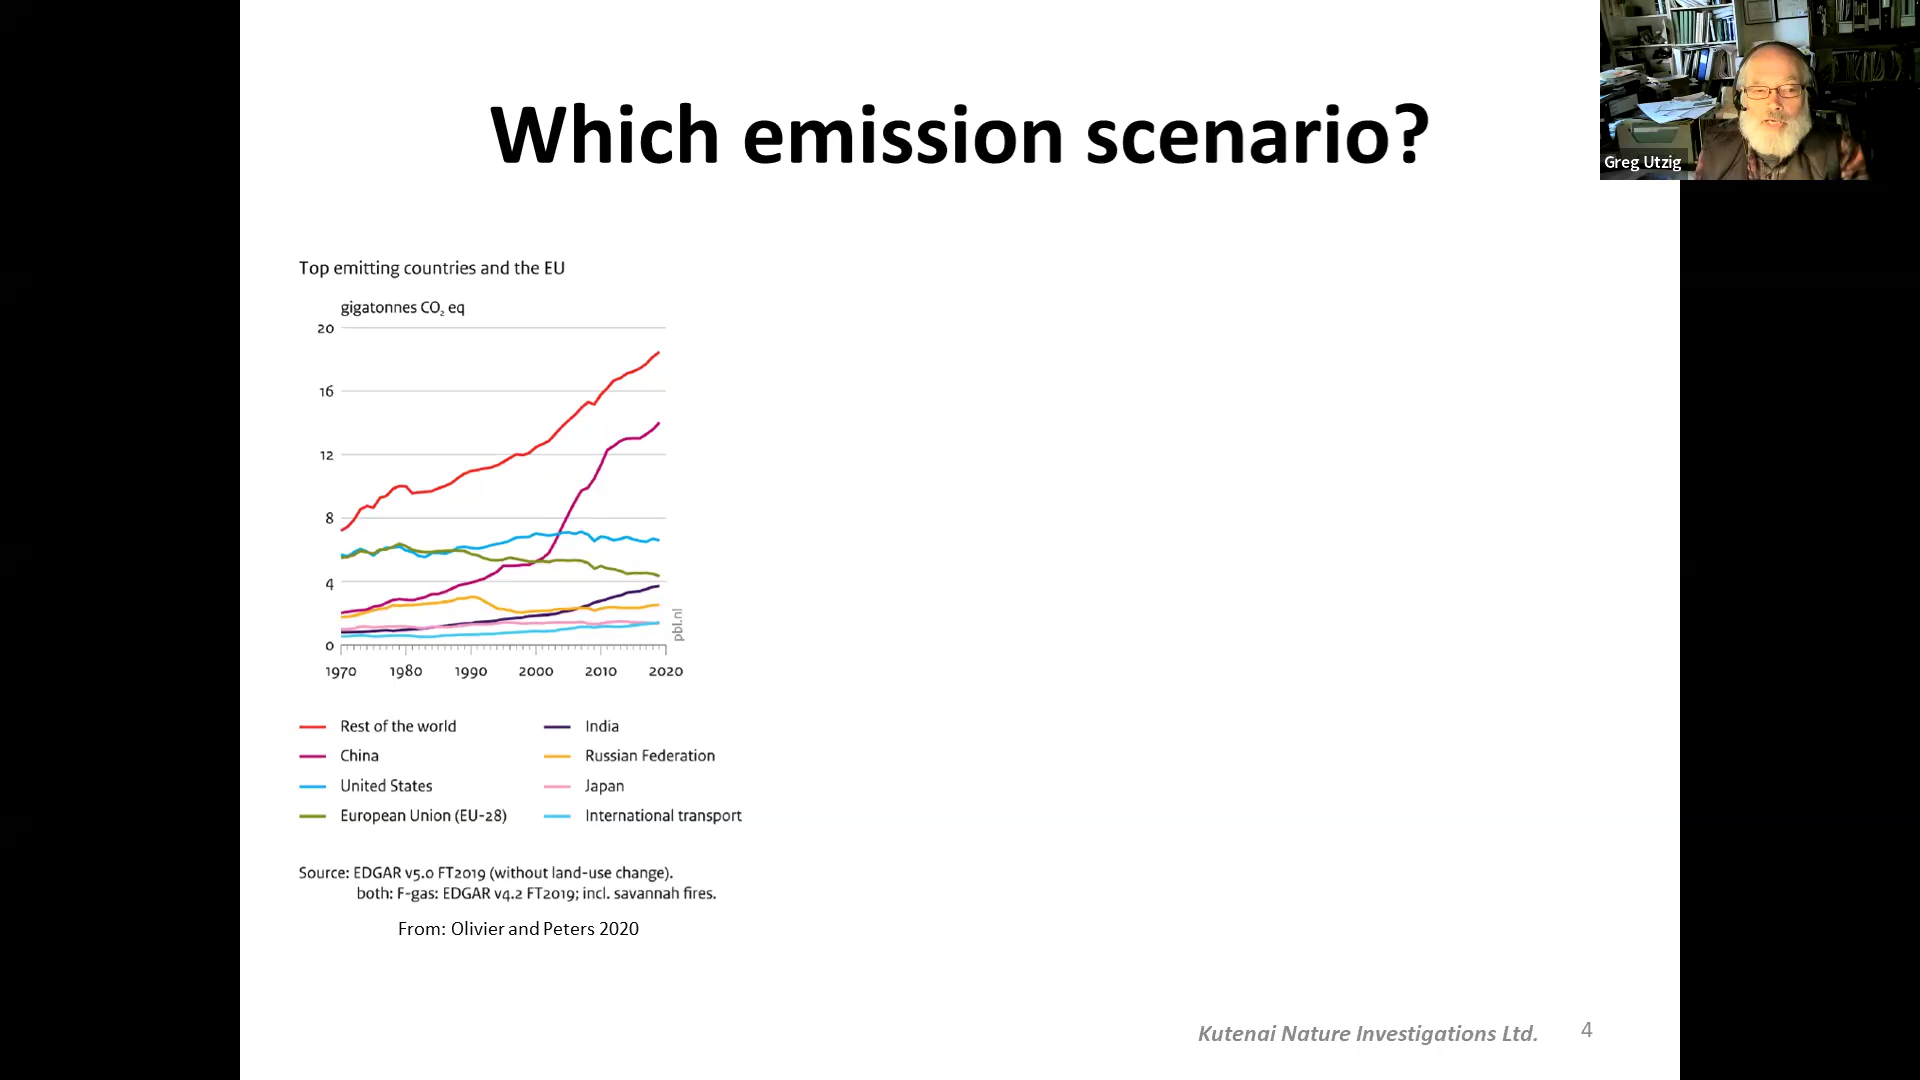 Which emission scenario?
Greg Utzig
Top emitting countries and the EU
gigatonnes CO₂ eq
20
16
12
8
4
0
1970 1980 1990 2000 2010 2020
pbl.nl
Rest of the world
China
United States
European Union (EU-28)
India
Russian Federation
Japan
International transport
Source: EDGAR v5.0 FT2019 (without land-use change).
both: F-gas: EDGAR v4.2 FT2019; incl. savannah fires.
From: Olivier and Peters 2020
Kutenai Nature Investigations Ltd. 4